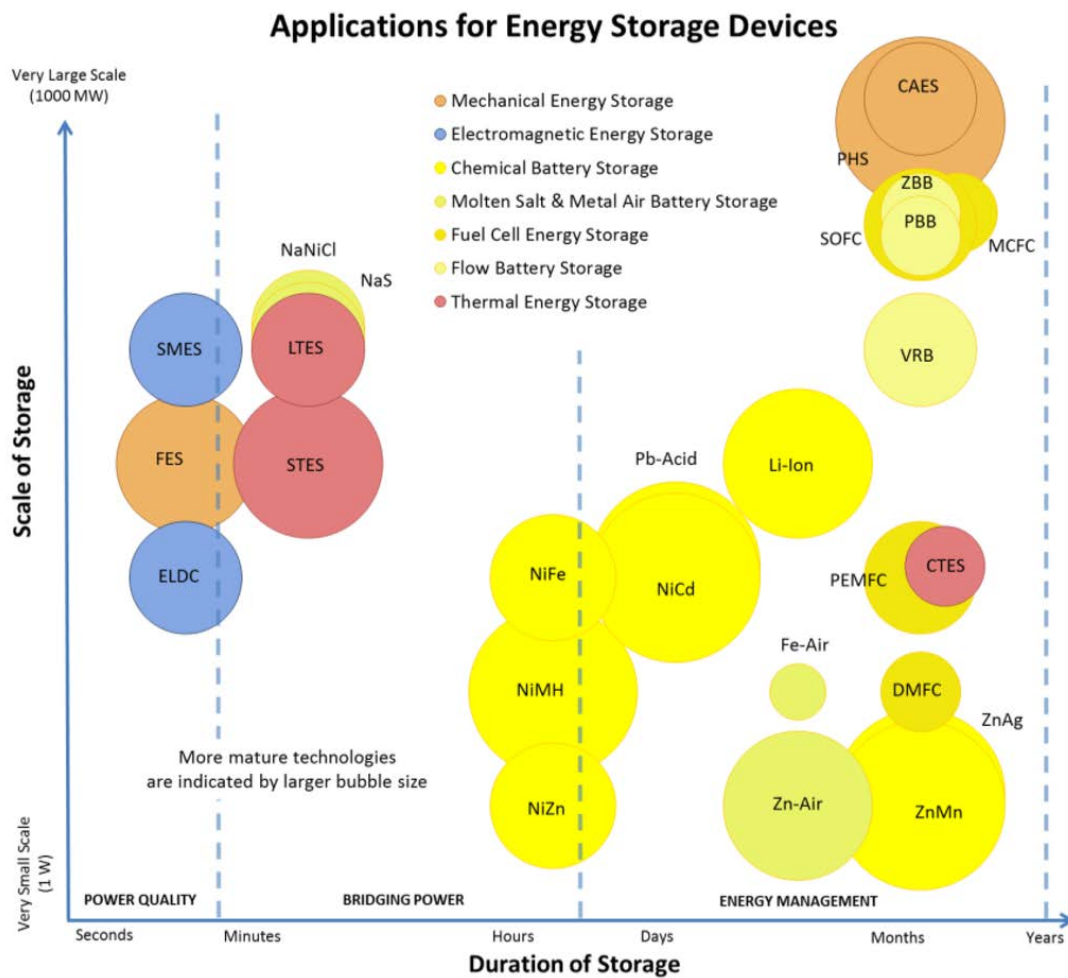 Applications for Energy Storage Devices
Very Large Scale
(1000 MW)
Mechanical Energy Storage
Electromagnetic Energy Storage
Chemical Battery Storage
Molten Salt & Metal Air Battery Storage
Fuel Cell Energy Storage
Flow Battery Storage
Thermal Energy Storage
CAES
PHS
ZBB
PBB
SOFC
MCFC
NaNiCl
NaS
SMES
LTES
VRB
FES
STES
Pb-Acid
Li-Ion
ELDC
NiFe
NiCd
PEMFC
CTES
Fe-Air
NiMH
DMFC
ZnAg
More mature technologies
are indicated by larger bubble size
NiZn
Zn-Air
ZnMn
Scale of Storage
Very Small Scale
(1 W)
POWER QUALITY
BRIDGING POWER
ENERGY MANAGEMENT
Seconds
Minutes
Hours
Days
Months
Years
Duration of Storage